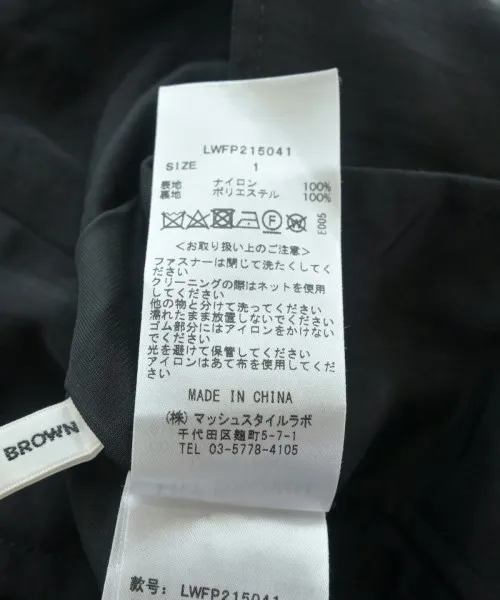 LWFP215041
SIZE 1
表地 ナイロン 100%
裏地 ポリエステル 100%
F
W
E005
<お取り扱い上のご注意>
ファスナーは閉じて洗たくしてく
ださい
クリーニングの際はネットを使用
してください
他の物と分けて洗ってください
濡れたまま放置しないでください
ゴム部分にはアイロンをかけない
でください
光を避けて保管してください
アイロンはあて布を使用してくだ
さい
MADE IN CHINA
(株) マッシュスタイルラボ
千代田区麹町5-7-1
TEL 03-5778-4105
BROWN
款号: LWFP215041